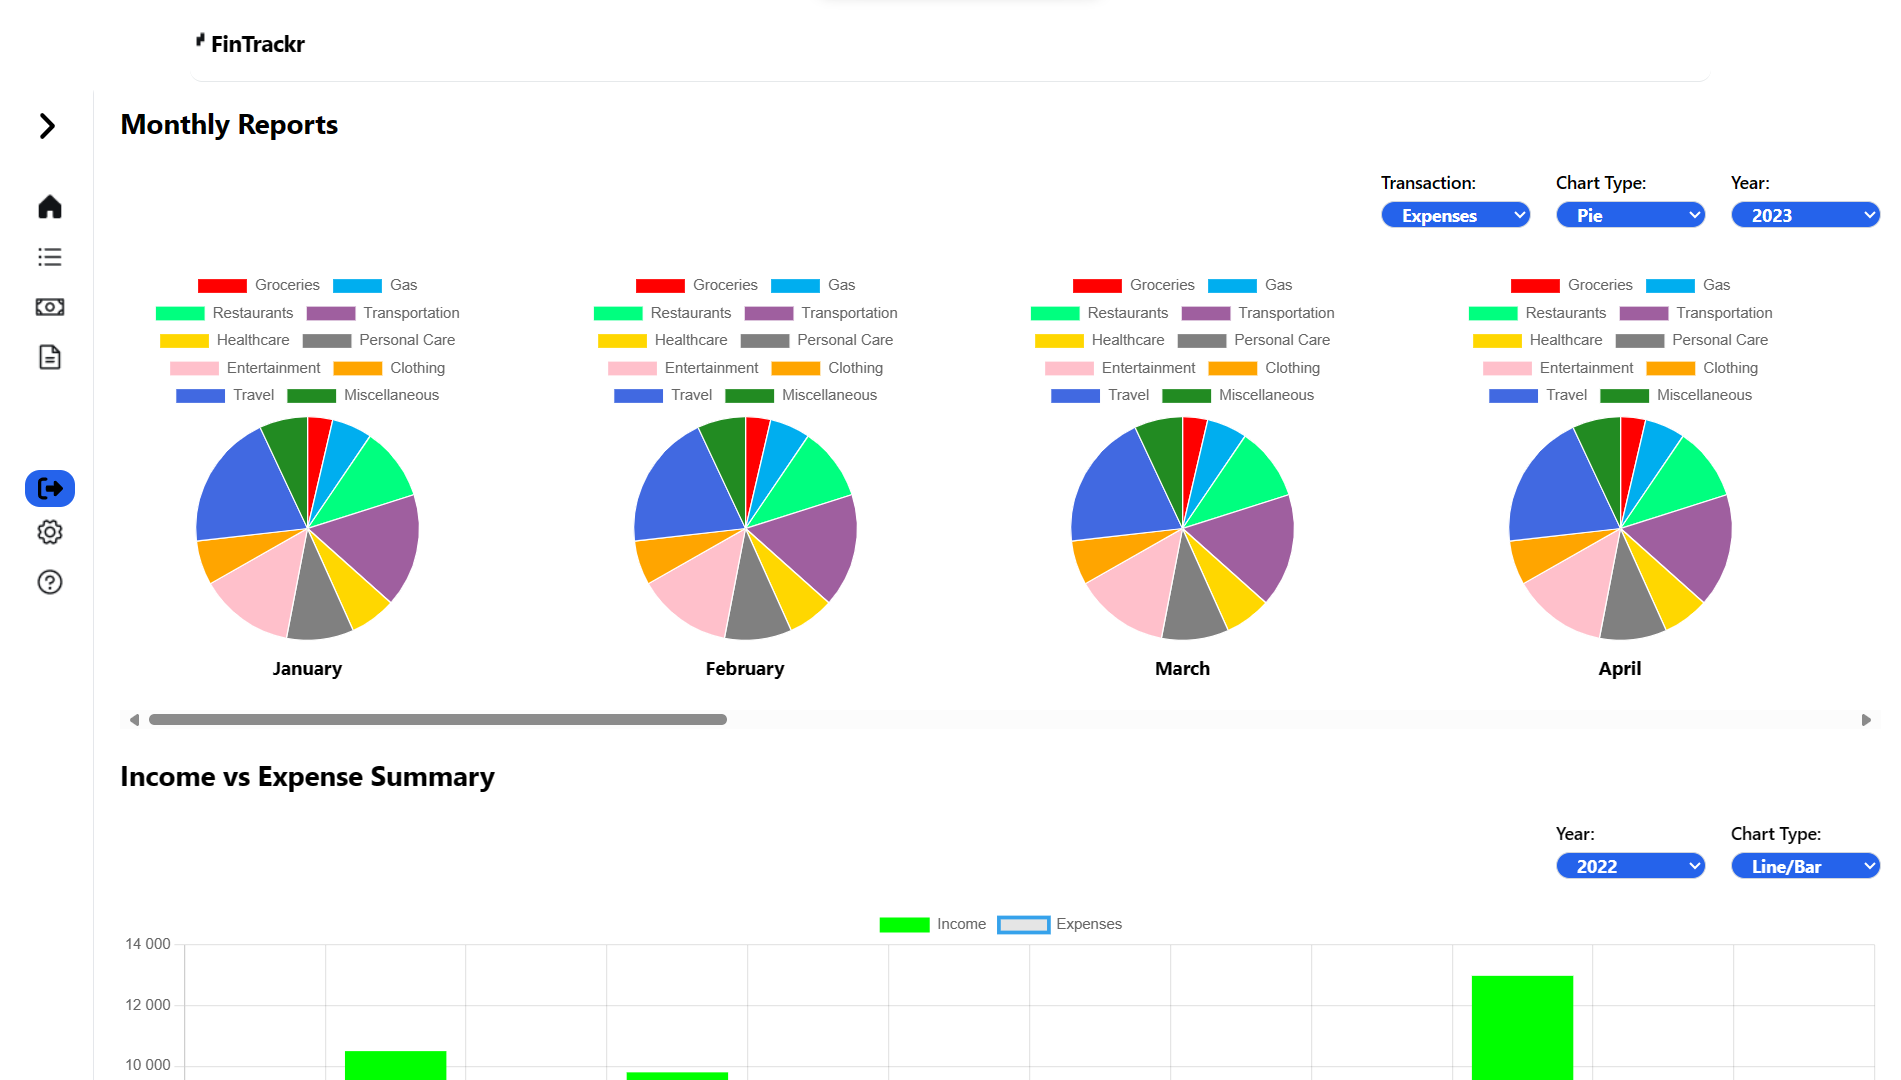 FinTrackr
Monthly Reports
Transaction: Chart Type: Year:
Expenses Pie 2023
Groceries Gas Groceries Gas Groceries Gas Groceries Gas
Restaurants Transportation Restaurants Transportation Restaurants Transportation Restaurants Transportation
Healthcare Personal Care Healthcare Personal Care Healthcare Personal Care Healthcare Personal Care
Entertainment Clothing Entertainment Clothing Entertainment Clothing Entertainment Clothing
Travel Miscellaneous Travel Miscellaneous Travel Miscellaneous Travel Miscellaneous
January February March April
Income vs Expense Summary
Year: Chart Type:
2022 Line/Bar
Income Expenses
14 000
12 000
10 000